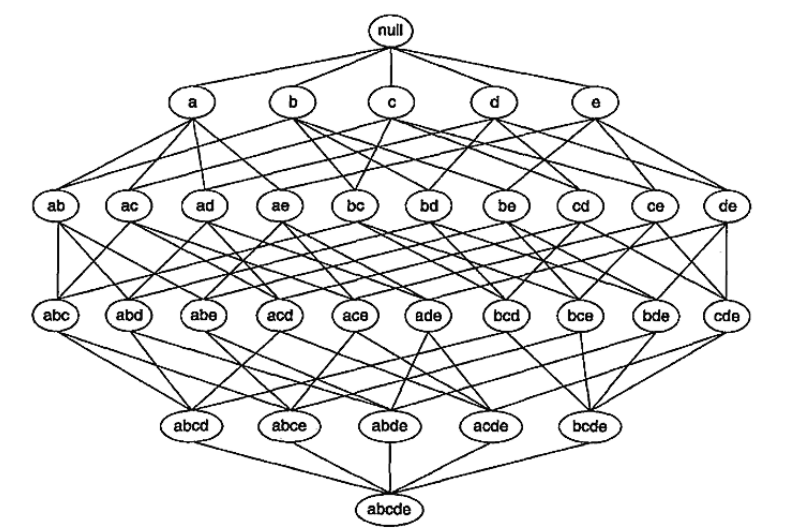 null
a b c d e
ab ac ad ae bc bd be cd ce de
abc abd abe acd ace ade bcd bce bde cde
abcd abce abde acde bcde
abcde